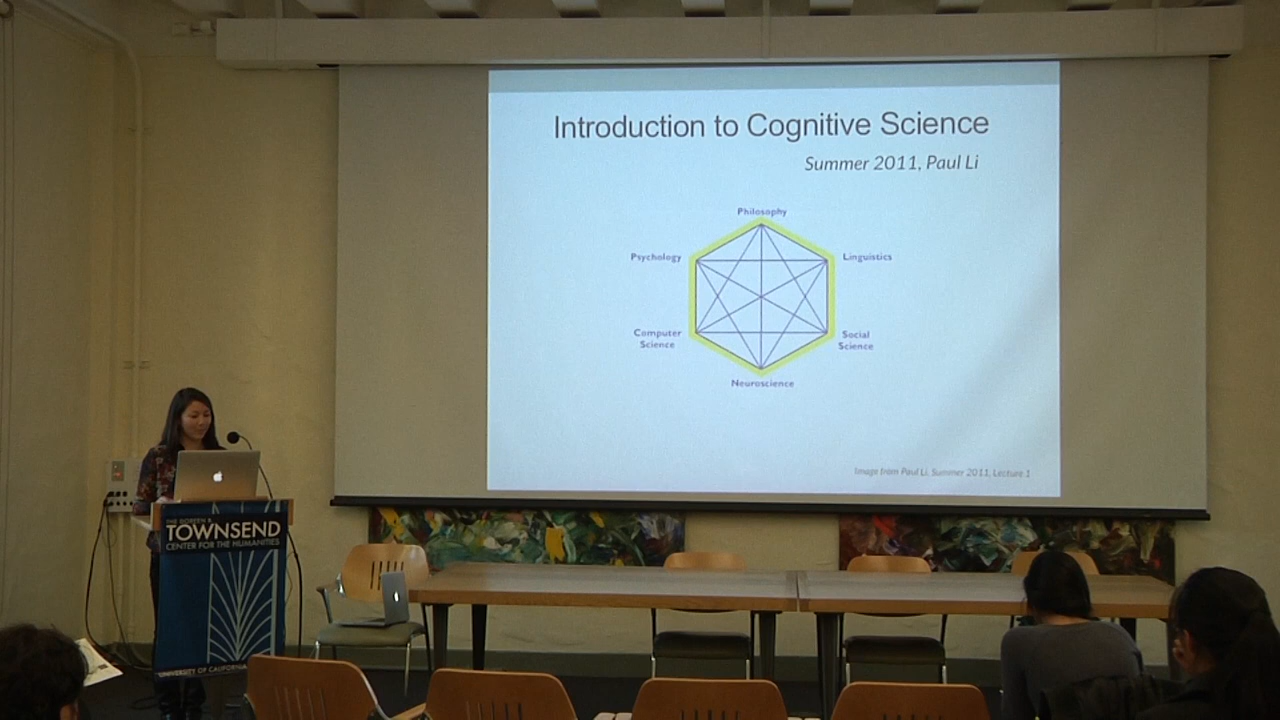 Introduction to Cognitive Science
Summer 2011, Paul Li
Philosophy
Psychology
Linguistics
Computer
Science
Social
Science
Neuroscience
Image from Paul Li, Summer 2011, Lecture 1
THE DOREEN B
TOWNSEND
CENTER FOR THE HUMANITIES
UNIVERSITY OF CALIFORNIA